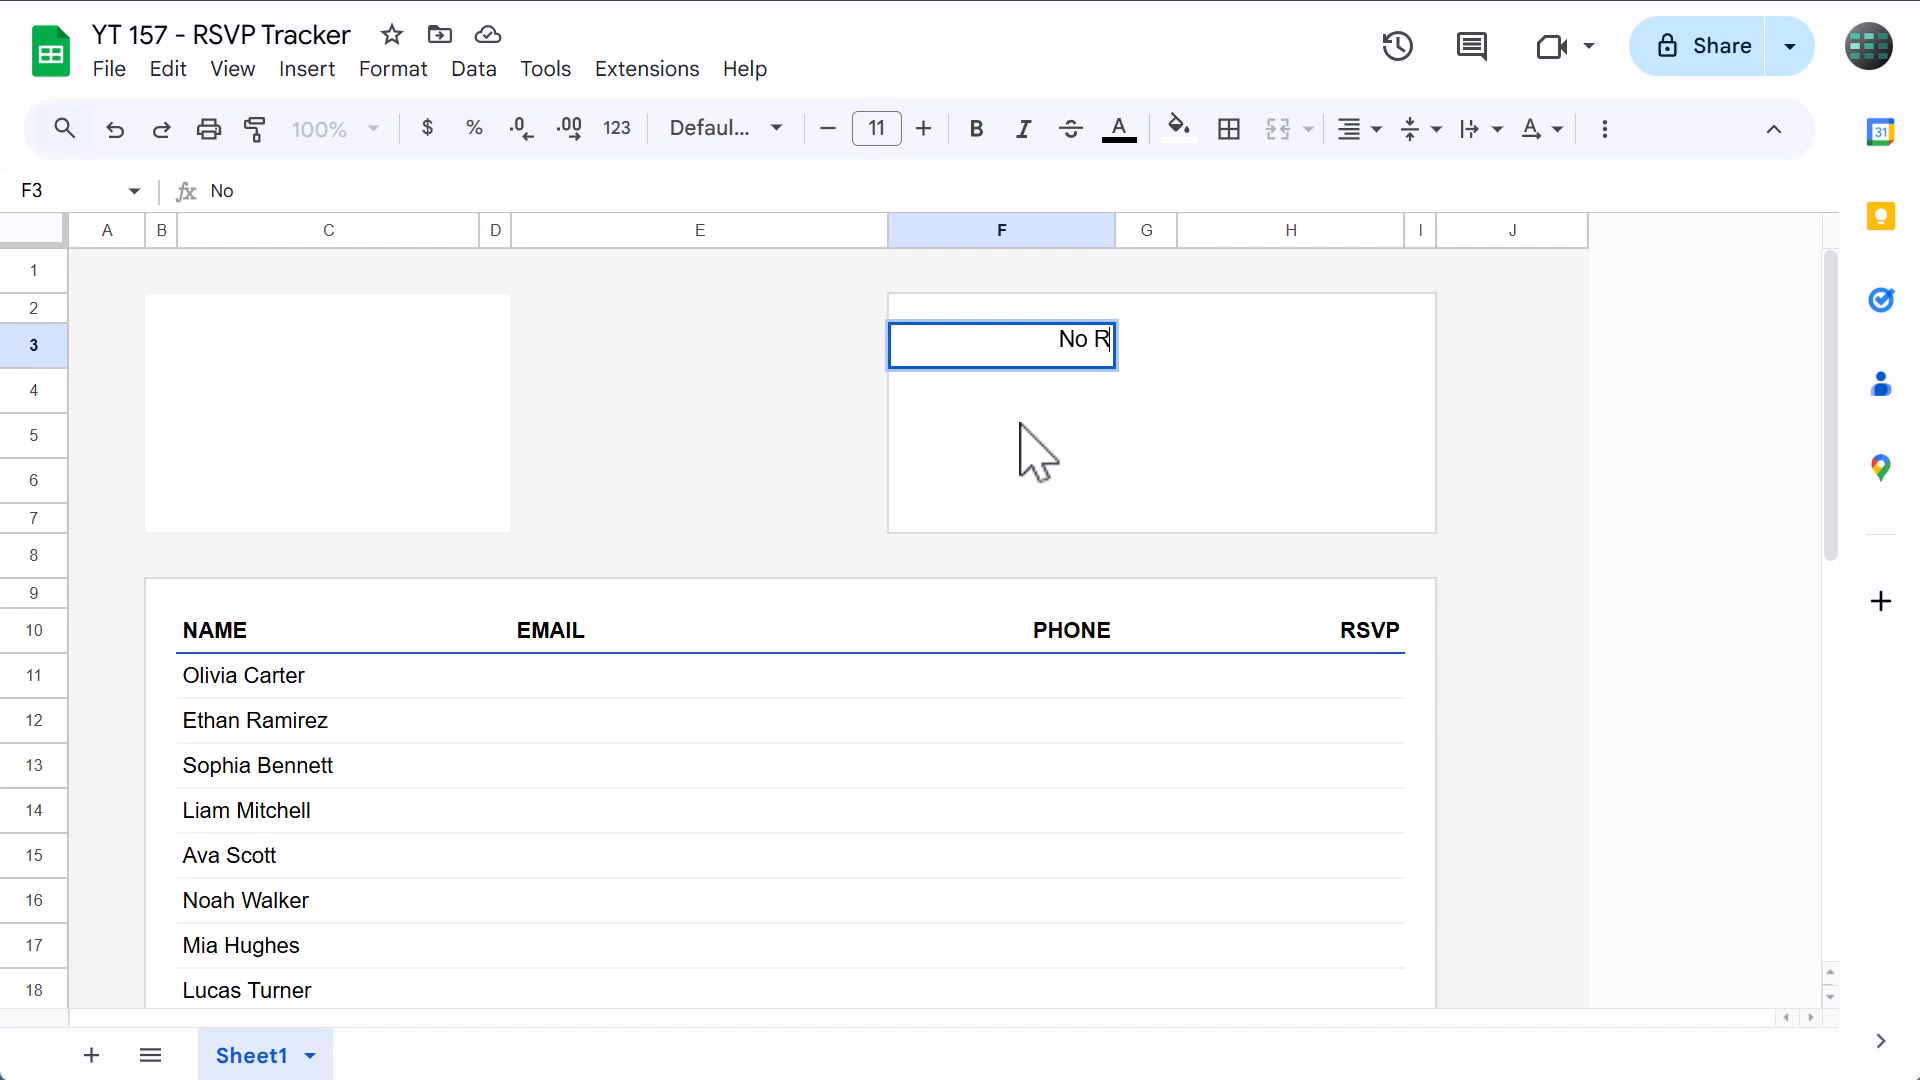 YT 157 - RSVP Tracker
File Edit View Insert Format Data Tools Extensions Help
Share
100% $ % .0 .00 123 Defaul... 11 B I S A A
31
F3 fx No
A B C D E F G H I J
1
2
3 No R
4
5
6
7
8
9
10 NAME EMAIL PHONE RSVP
11 Olivia Carter
12 Ethan Ramirez
13 Sophia Bennett
14 Liam Mitchell
15 Ava Scott
16 Noah Walker
17 Mia Hughes
18 Lucas Turner
Sheet1